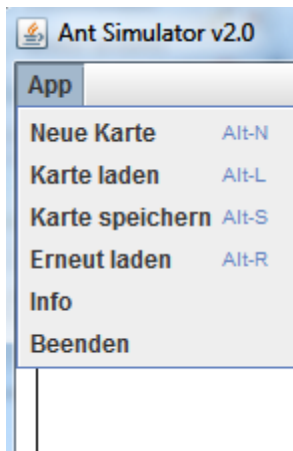 Ant Simulator v2.0
App
Neue Karte Alt-N
Karte laden Alt-L
Karte speichern Alt-S
Erneut laden Alt-R
Info
Beenden